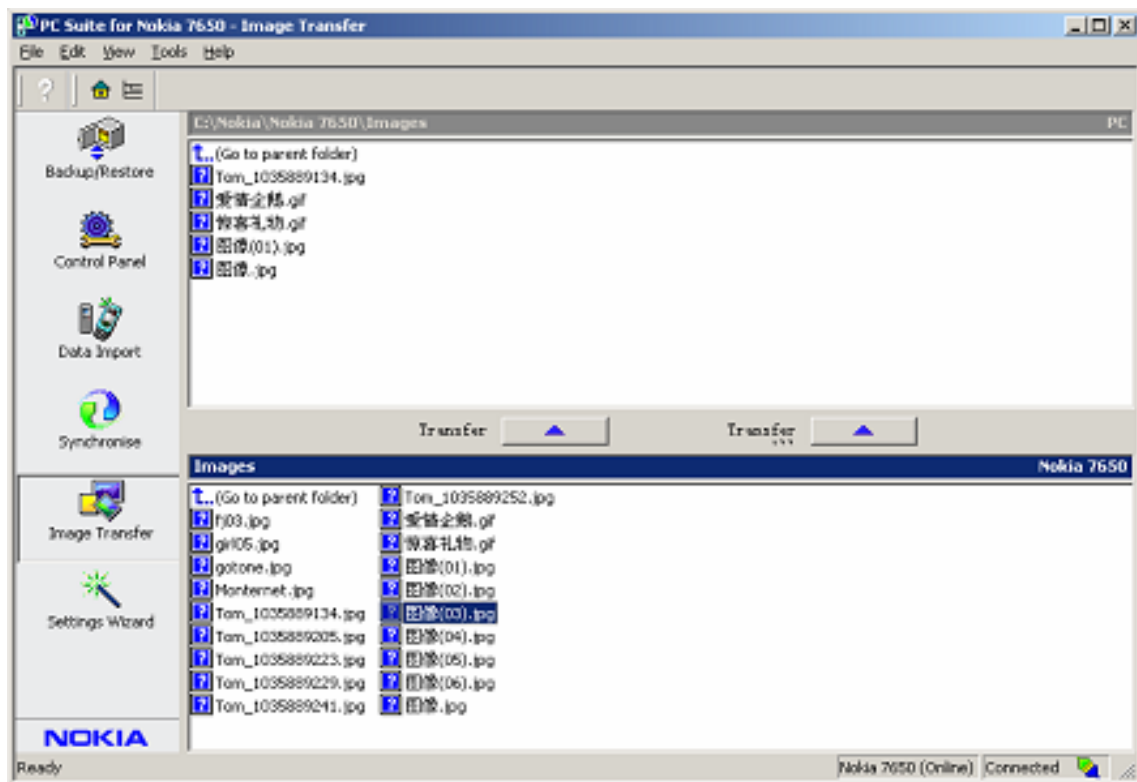 PC Suite for Nokia 7650 - Image Transfer
File Edit View Tools Help
Backup/Restore
Control Panel
Data Import
Synchronise
Image Transfer
Settings Wizard
NOKIA
C:\Nokia\Nokia 7650\Images PC
(Go to parent folder)
Tom_1035889134.jpg
爱情企鹅.gif
惊喜礼物.gif
图像(01).jpg
图像.jpg
Transfer Transfer...
Images Nokia 7650
(Go to parent folder)
fj03.jpg
girl05.jpg
gotone.jpg
Monternet.jpg
Tom_1035889134.jpg
Tom_1035889205.jpg
Tom_1035889223.jpg
Tom_1035889229.jpg
Tom_1035889241.jpg
Tom_1035889252.jpg
爱情企鹅.gif
惊喜礼物.gif
图像(01).jpg
图像(02).jpg
图像(03).jpg
图像(04).jpg
图像(05).jpg
图像(06).jpg
图像.jpg
Ready Nokia 7650 (Online) Connected